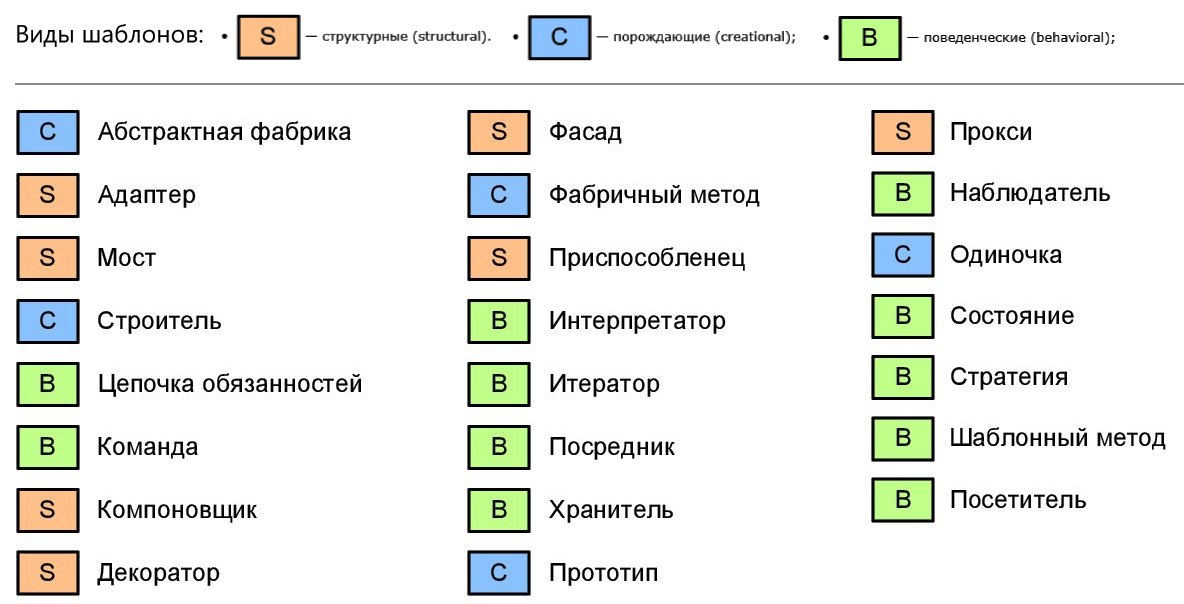 Виды шаблонов: • S — структурные (structural). • C — порождающие (creational); • B — поведенческие (behavioral);
C Абстрактная фабрика
S Адаптер
S Мост
C Строитель
B Цепочка обязанностей
B Команда
S Компоновщик
S Декоратор
S Фасад
C Фабричный метод
S Приспособленец
B Интерпретатор
B Итератор
B Посредник
B Хранитель
C Прототип
S Прокси
B Наблюдатель
C Одиночка
B Состояние
B Стратегия
B Шаблонный метод
B Посетитель